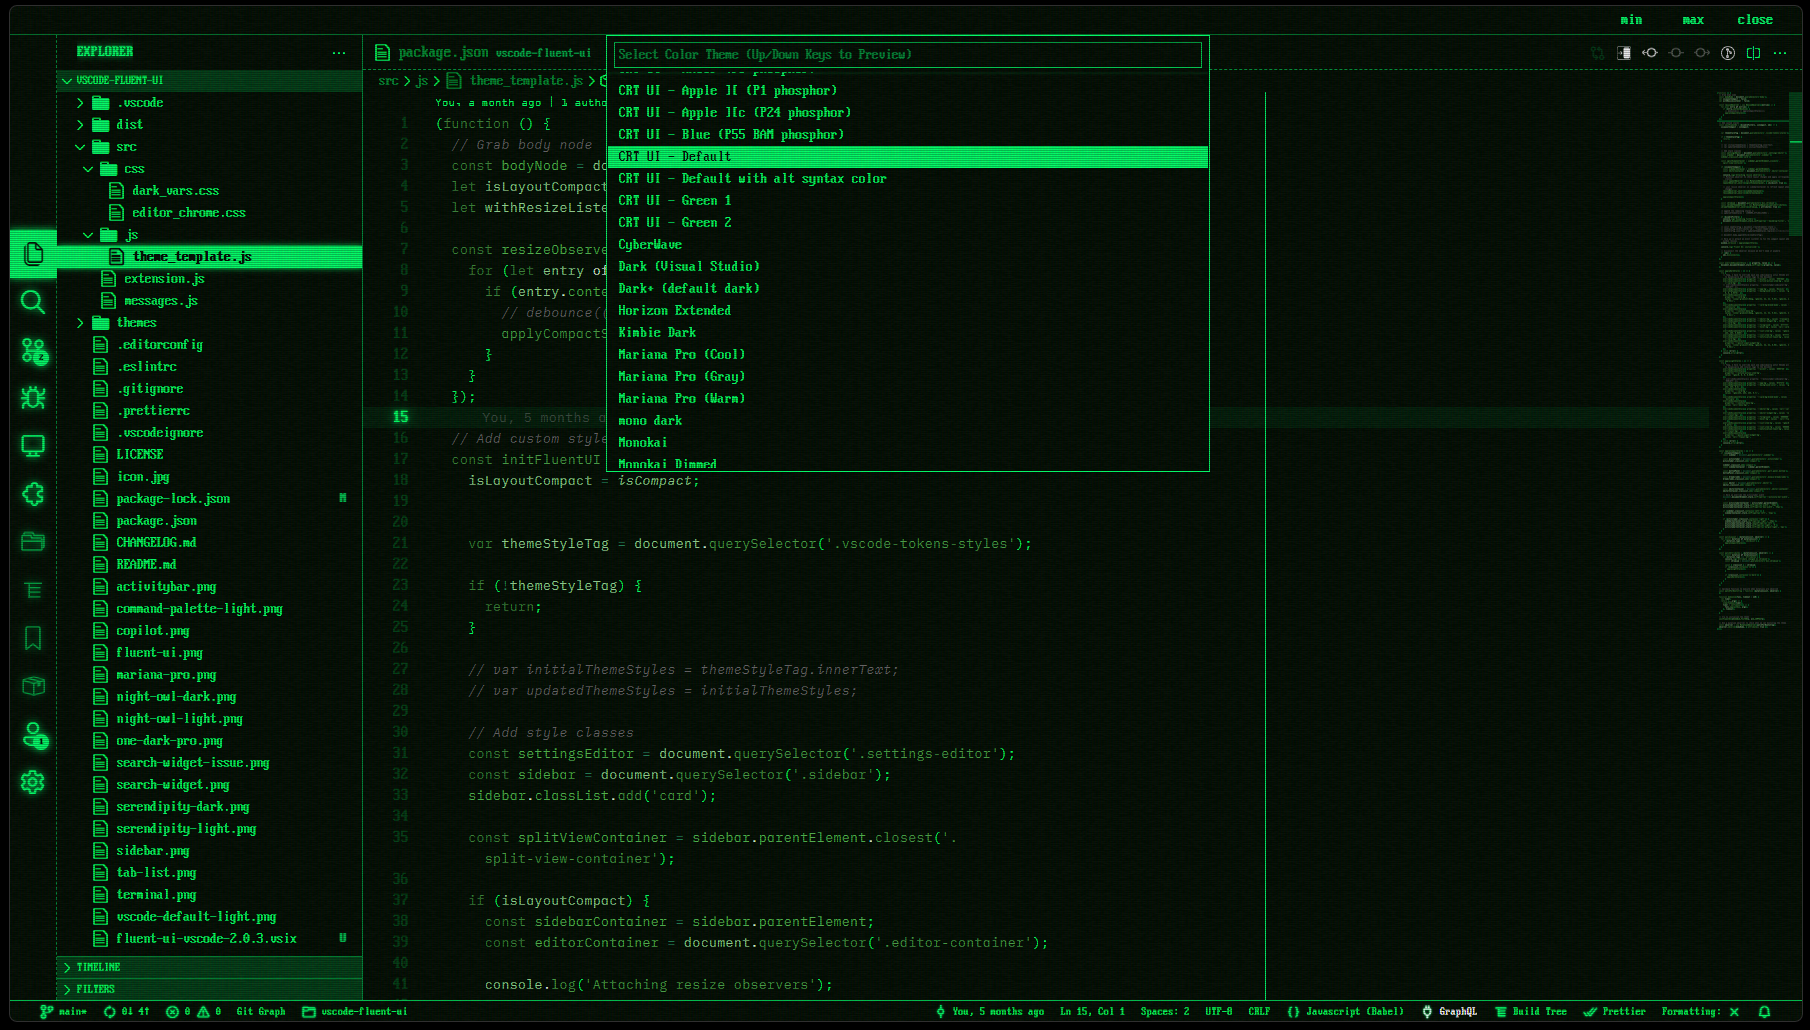 min max close
EXPLORER ...
VSCODE-FLUENT-UI
.vscode
dist
src
css
dark_vars.css
editor_chrome.css
js
theme_template.js
extension.js
messages.js
themes
.editorconfig
.eslintrc
.gitignore
.prettierrc
.vscodeignore
LICENSE
icon.jpg
package-lock.json M
package.json
CHANGELOG.md
README.md
activitybar.png
command-palette-light.png
copilot.png
fluent-ui.png
mariana-pro.png
night-owl-dark.png
night-owl-light.png
one-dark-pro.png
search-widget-issue.png
search-widget.png
serendipity-dark.png
serendipity-light.png
sidebar.png
tab-list.png
terminal.png
vscode-default-light.png
fluent-ui-vscode-2.0.3.vsix U
TIMELINE
FILTERS
package.json vscode-fluent-ui
src > js > theme_template.js >
Select Color Theme (Up/Down Keys to Preview)
CRT UI - Apple ][ (P1 phosphor)
CRT UI - Apple ][c (P24 phosphor)
CRT UI - Blue (P55 BAM phosphor)
CRT UI - Default
CRT UI - Default with alt syntax color
CRT UI - Green 1
CRT UI - Green 2
CyberWave
Dark (Visual Studio)
Dark+ (default dark)
Horizon Extended
Kimbie Dark
Mariana Pro (Cool)
Mariana Pro (Gray)
Mariana Pro (Warm)
mono dark
Monokai
Monokai Dimmed
You, a month ago | 1 autho
1 (function () {
2 // Grab body node
3 const bodyNode = do
4 let isLayoutCompact
5 let withResizeListe
6
7 const resizeObserve
8 for (let entry of
9 if (entry.conte
10 // debounce((
11 applyCompactS
12 }
13 }
14 });
15 You, 5 months a
16 // Add custom style
17 const initFluentUI
18 isLayoutCompact = isCompact;
19
20
21 var themeStyleTag = document.querySelector('.vscode-tokens-styles');
22
23 if (!themeStyleTag) {
24 return;
25 }
26
27 // var initialThemeStyles = themeStyleTag.innerText;
28 // var updatedThemeStyles = initialThemeStyles;
29
30 // Add style classes
31 const settingsEditor = document.querySelector('.settings-editor');
32 const sidebar = document.querySelector('.sidebar');
33 sidebar.classList.add('card');
34
35 const splitViewContainer = sidebar.parentElement.closest('.
split-view-container');
36
37 if (isLayoutCompact) {
38 const sidebarContainer = sidebar.parentElement;
39 const editorContainer = document.querySelector('.editor-container');
40
41 console.log('Attaching resize observers');
main* 0↓ 4↑ 0 0 Git Graph vscode-fluent-ui You, 5 months ago Ln 15, Col 1 Spaces: 2 UTF-8 CRLF {} Javascript (Babel) GraphQL Build Tree Prettier Formatting: ×